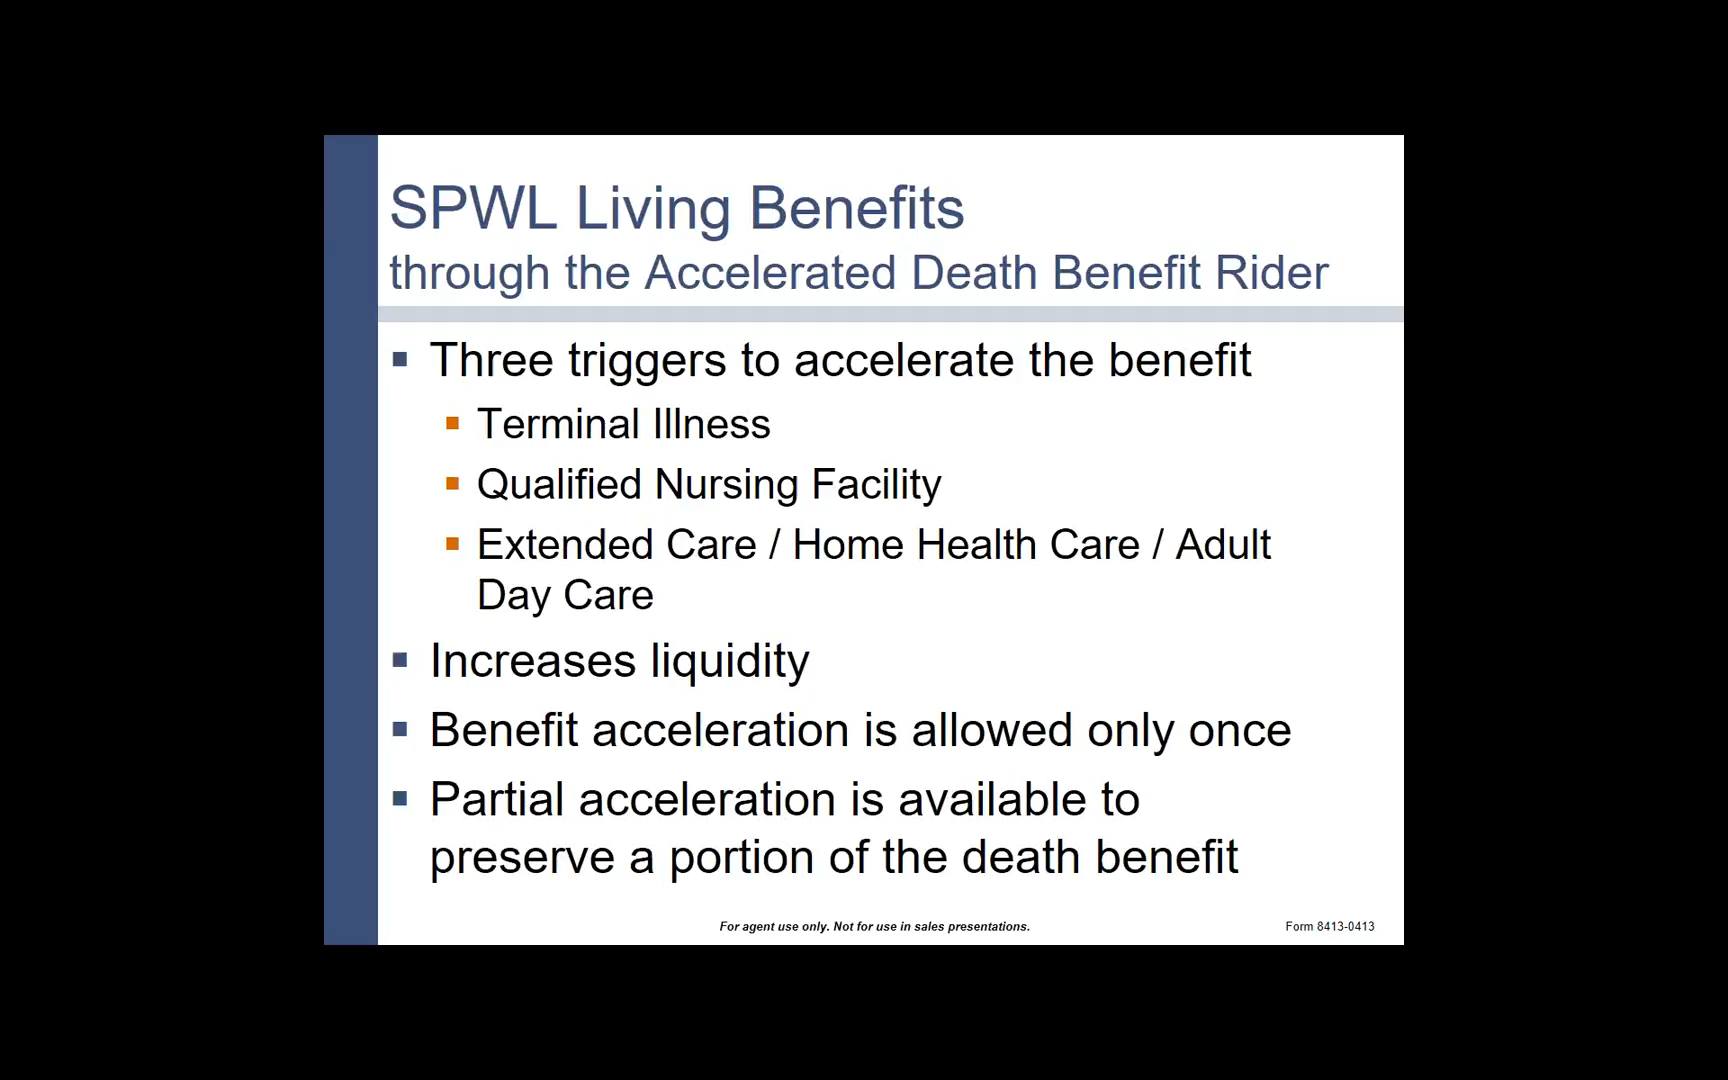 SPWL Living Benefits
through the Accelerated Death Benefit Rider
Three triggers to accelerate the benefit
Terminal Illness
Qualified Nursing Facility
Extended Care / Home Health Care / Adult
Day Care
Increases liquidity
Benefit acceleration is allowed only once
Partial acceleration is available to
preserve a portion of the death benefit
For agent use only. Not for use in sales presentations.
Form 8413-0413